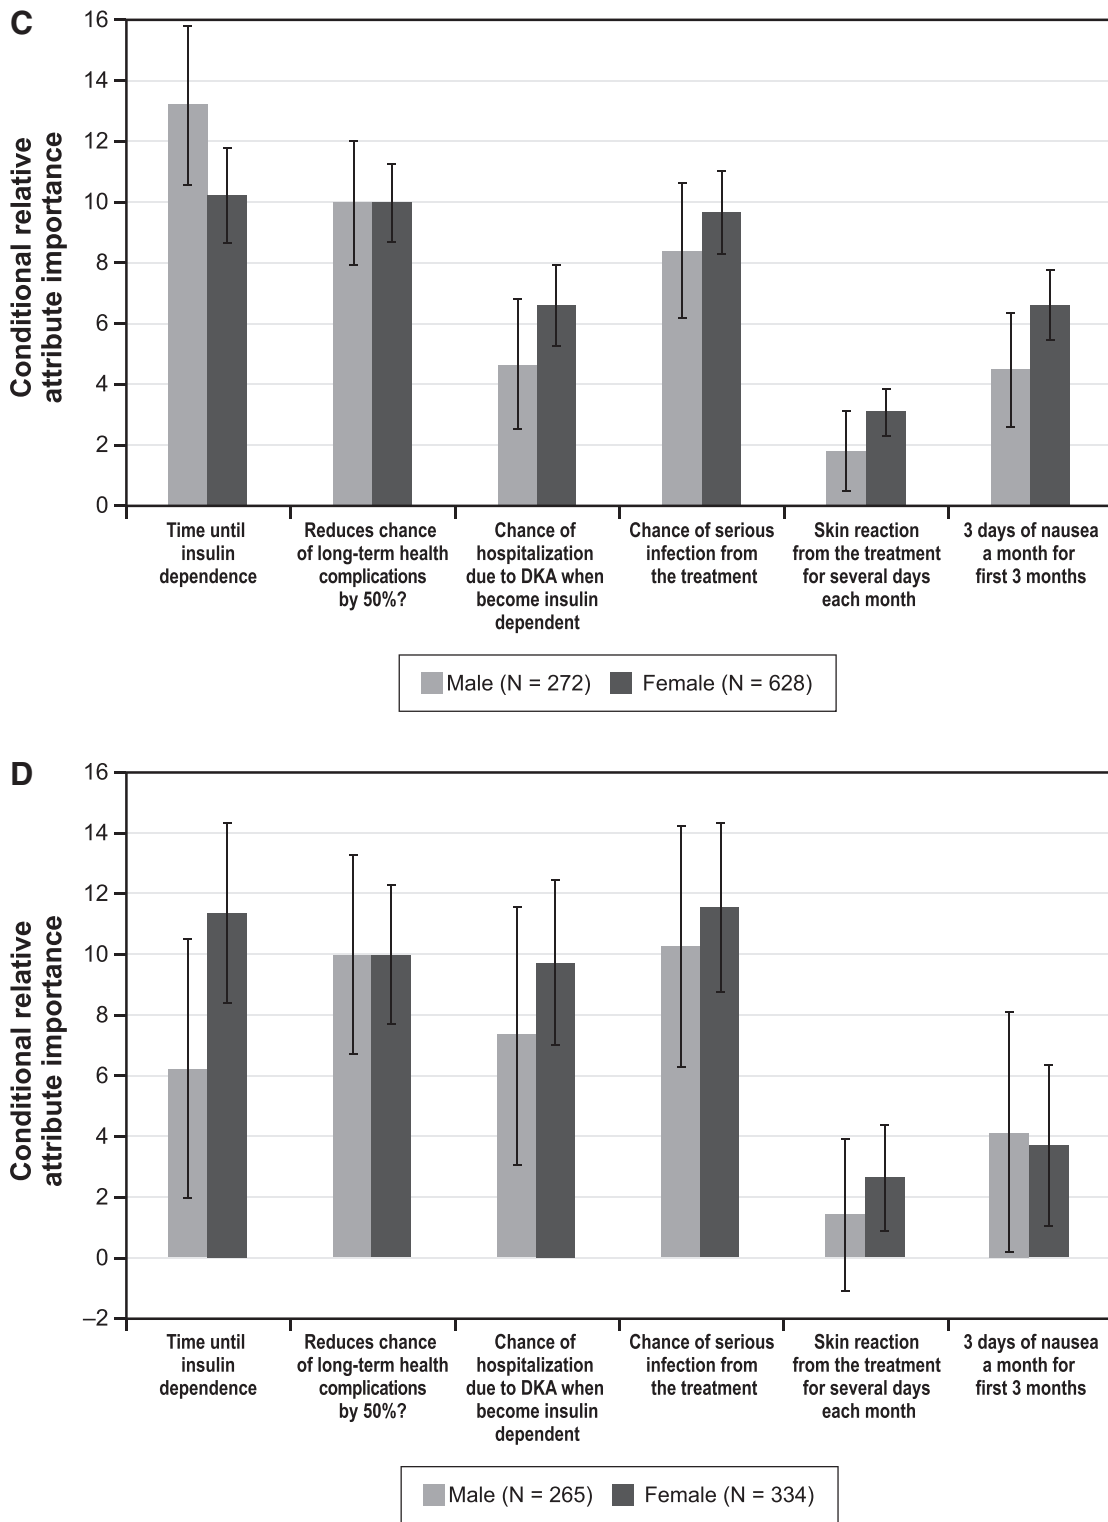 C
Conditional relative
attribute importance
16
14
12
10
8
6
4
2
0
Time until
insulin
dependence
Reduces chance
of long-term health
complications
by 50%?
Chance of
hospitalization
due to DKA when
become insulin
dependent
Chance of serious
infection from
the treatment
Skin reaction
from the treatment
for several days
each month
3 days of nausea
a month for
first 3 months
Male (N = 272) Female (N = 628)
D
Conditional relative
attribute importance
16
14
12
10
8
6
4
2
0
–2
Time until
insulin
dependence
Reduces chance
of long-term health
complications
by 50%?
Chance of
hospitalization
due to DKA when
become insulin
dependent
Chance of serious
infection from
the treatment
Skin reaction
from the treatment
for several days
each month
3 days of nausea
a month for
first 3 months
Male (N = 265) Female (N = 334)